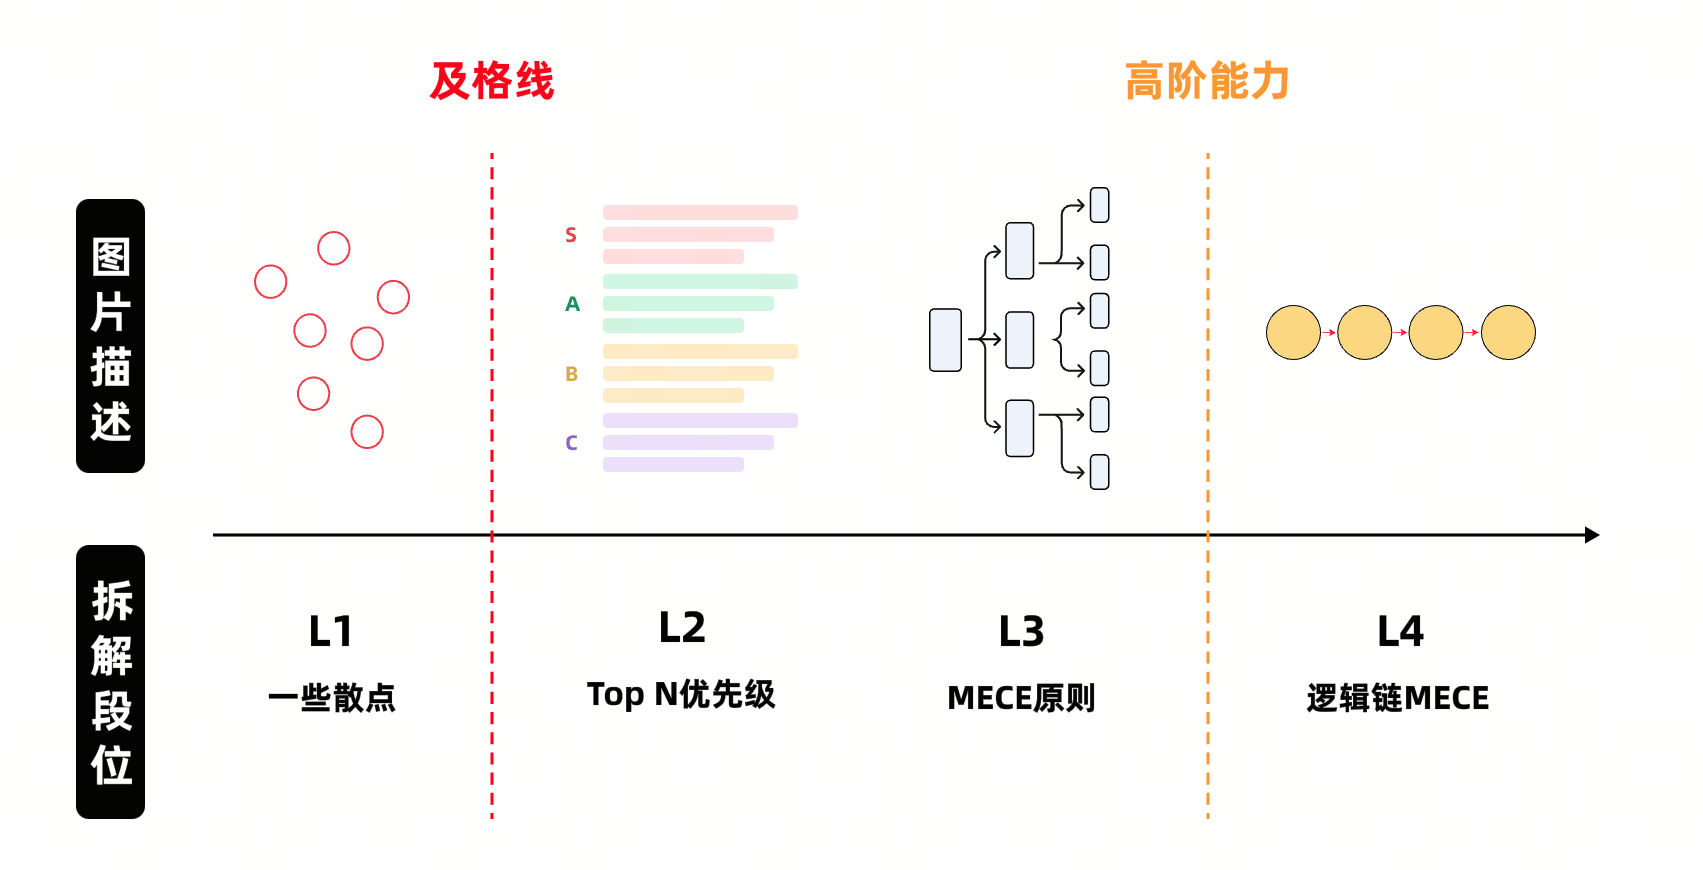 及格线
高阶能力
图片描述
S
A
B
C
拆解段位
L1
L2
L3
L4
一些散点
Top N优先级
MECE原则
逻辑链MECE